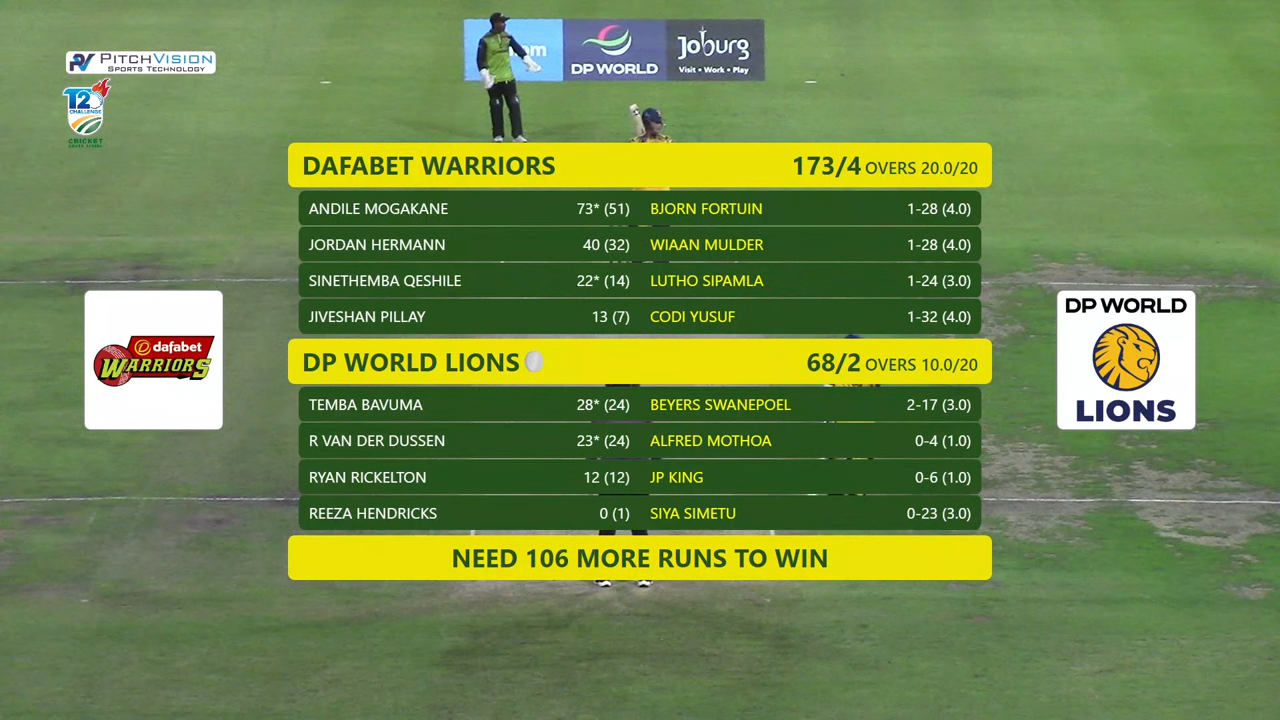 PITCHVISION
SPORTS TECHNOLOGY
T20
CHALLENGE
CRICKET
DP WORLD
Joburg
Visit • Work • Play
DAFABET WARRIORS 173/4 OVERS 20.0/20
ANDILE MOGAKANE 73* (51) BJORN FORTUIN 1-28 (4.0)
JORDAN HERMANN 40 (32) WIAAN MULDER 1-28 (4.0)
SINETHEMBA QESHILE 22* (14) LUTHO SIPAMLA 1-24 (3.0)
JIVESHAN PILLAY 13 (7) CODI YUSUF 1-32 (4.0)
DP WORLD LIONS 68/2 OVERS 10.0/20
TEMBA BAVUMA 28* (24) BEYERS SWANEPOEL 2-17 (3.0)
R VAN DER DUSSEN 23* (24) ALFRED MOTHOA 0-4 (1.0)
RYAN RICKELTON 12 (12) JP KING 0-6 (1.0)
REEZA HENDRICKS 0 (1) SIYA SIMETU 0-23 (3.0)
NEED 106 MORE RUNS TO WIN
dafabet
WARRIORS
DP WORLD
LIONS